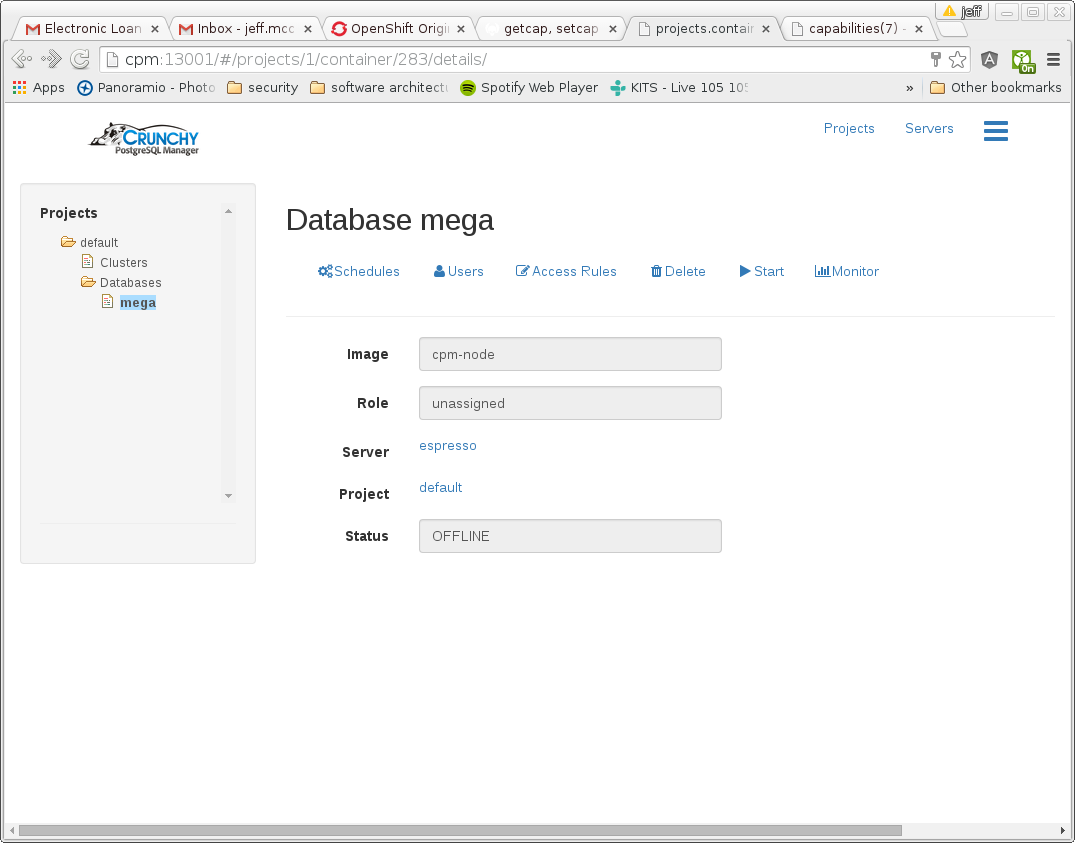 jeff
Electronic Loan
Inbox - jeff.mcc
OpenShift Origi
getcap, setcap
projects.contain
capabilities(7) -
cpm:13001/#/projects/1/container/283/details/
On
Apps
Panoramio - Photo
security
software architectu
Spotify Web Player
KITS - Live 105 105
»
Other bookmarks
CRUNCHY
PostgreSQL Manager
Projects
Servers
Projects
default
Clusters
Databases
mega
Database mega
Schedules
Users
Access Rules
Delete
Start
Monitor
Image
cpm-node
Role
unassigned
Server
espresso
Project
default
Status
OFFLINE